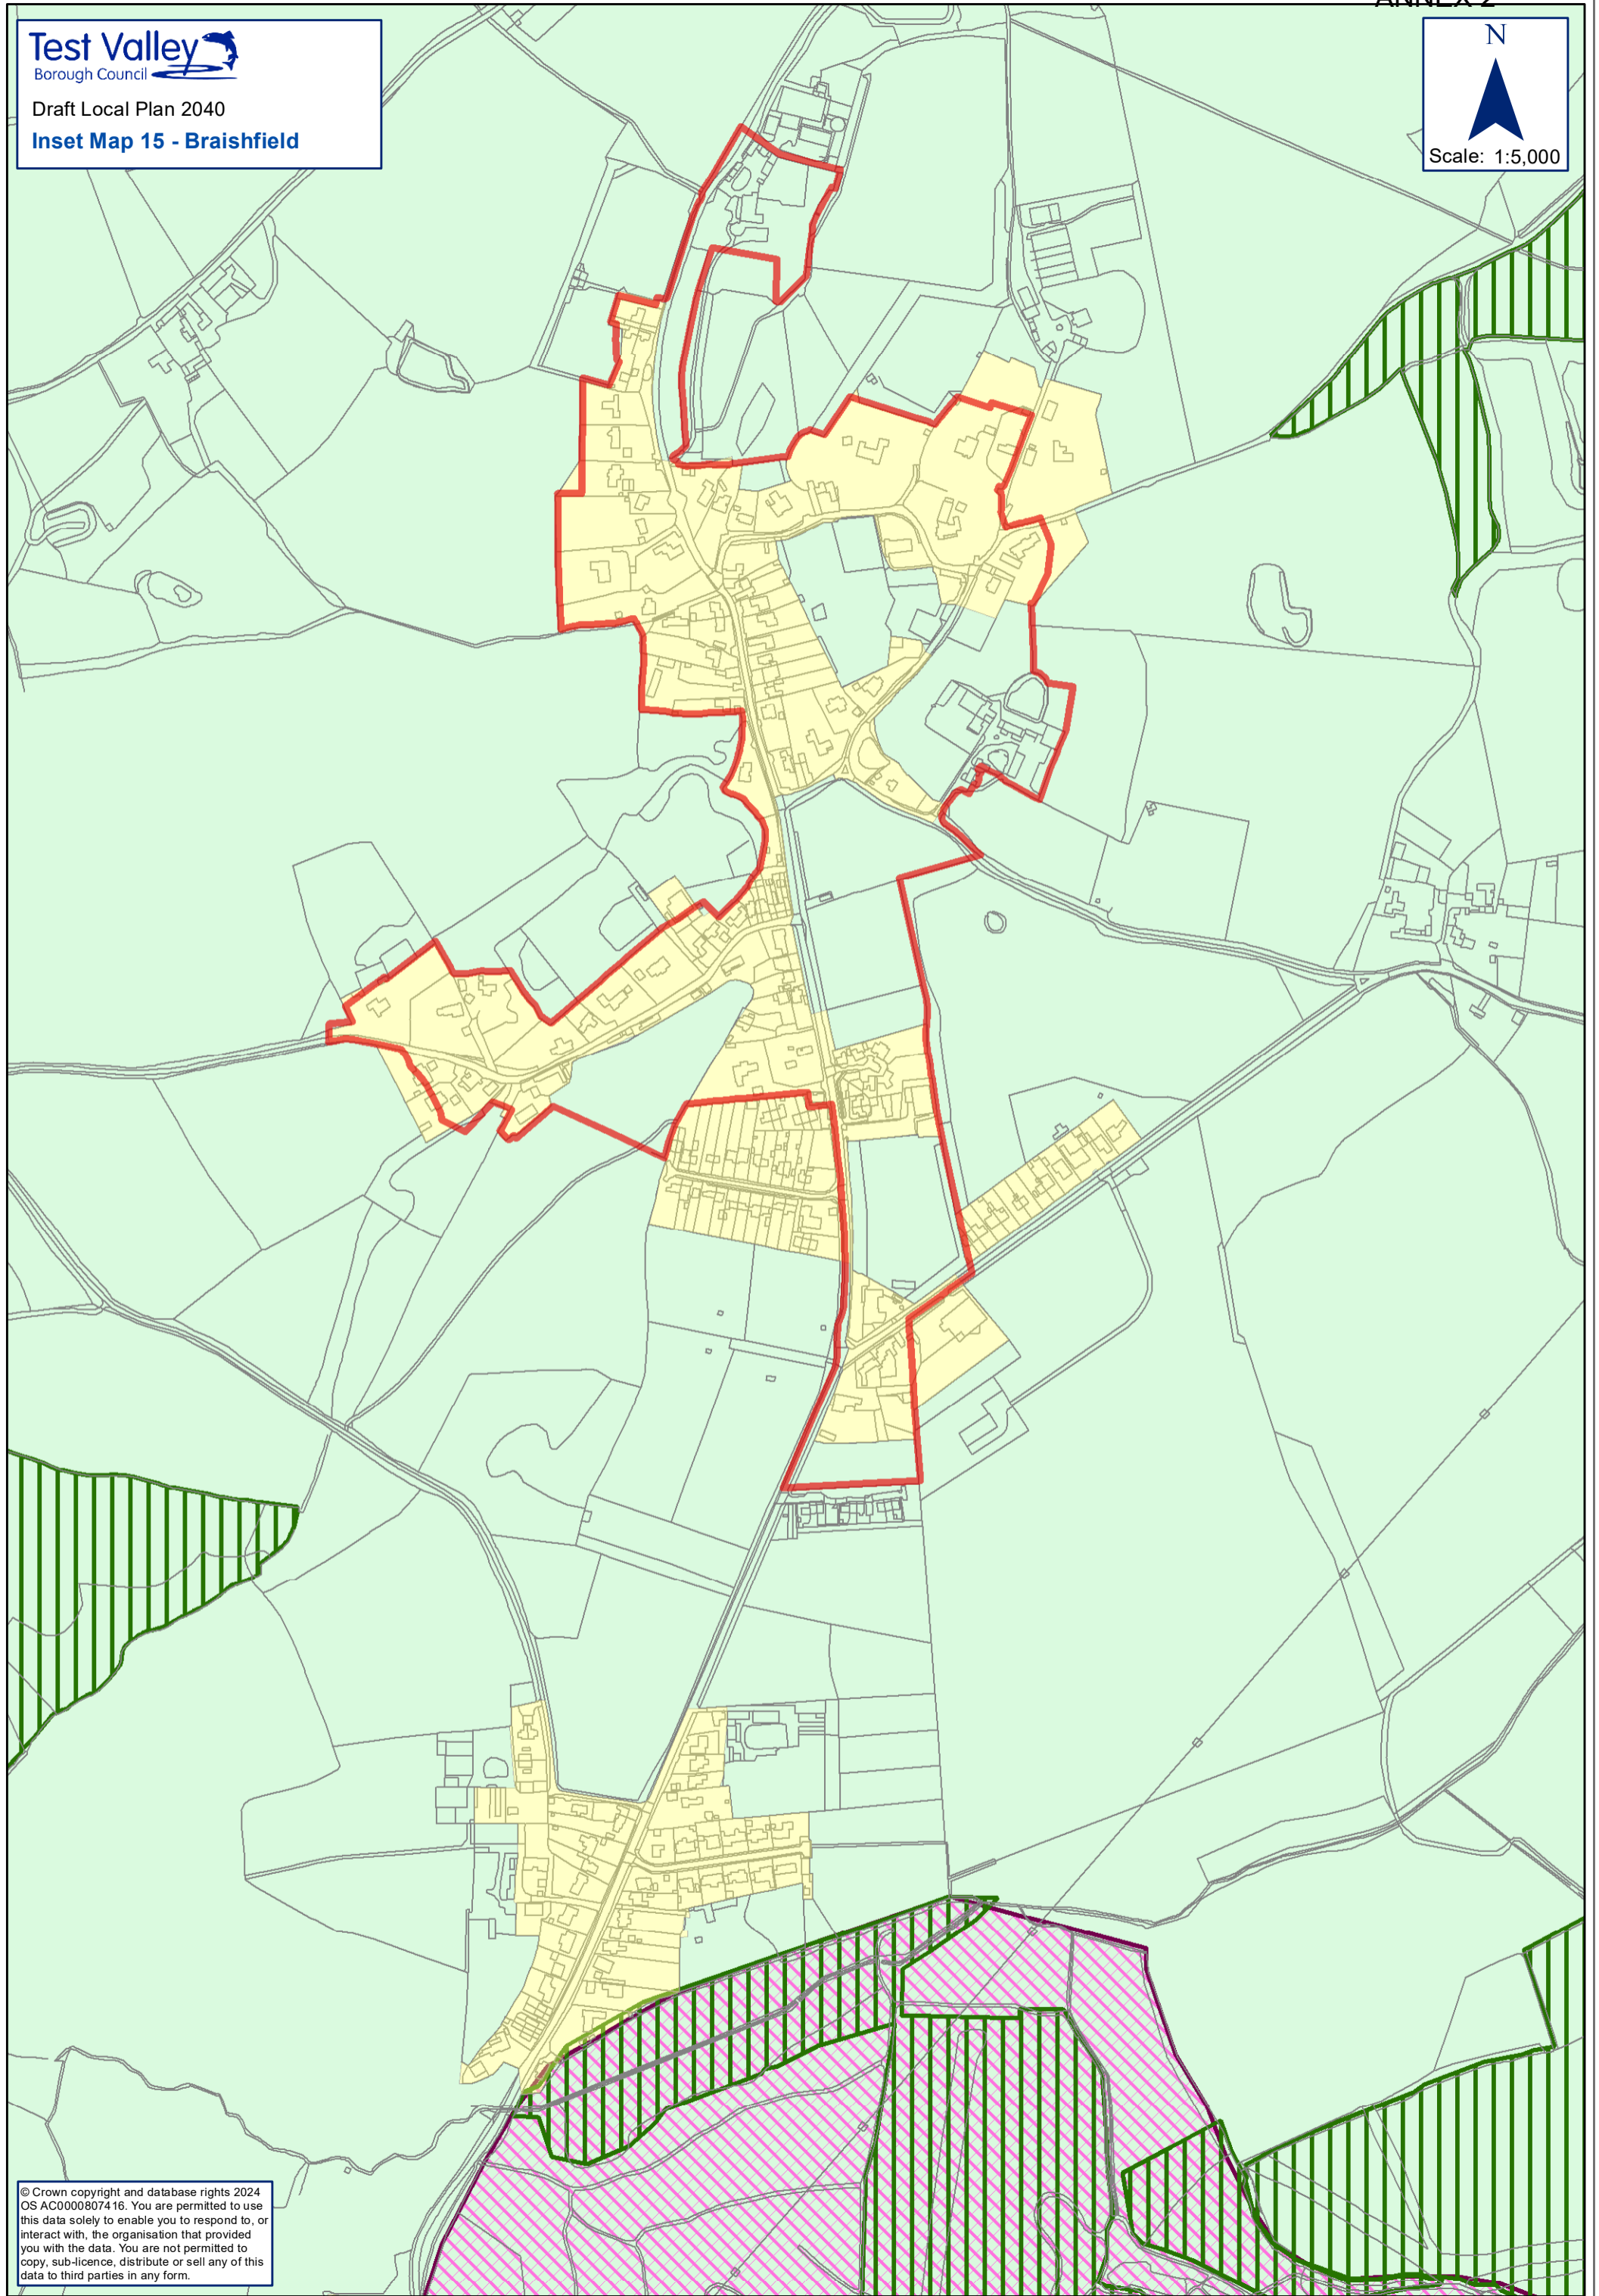 ANNEX 2
Test Valley
Borough Council
Draft Local Plan 2040
Inset Map 15 - Braishfield
N
Scale: 1:5,000
© Crown copyright and database rights 2024
OS AC0000807416. You are permitted to use
this data solely to enable you to respond to, or
interact with, the organisation that provided
you with the data. You are not permitted to
copy, sub-licence, distribute or sell any of this
data to third parties in any form.